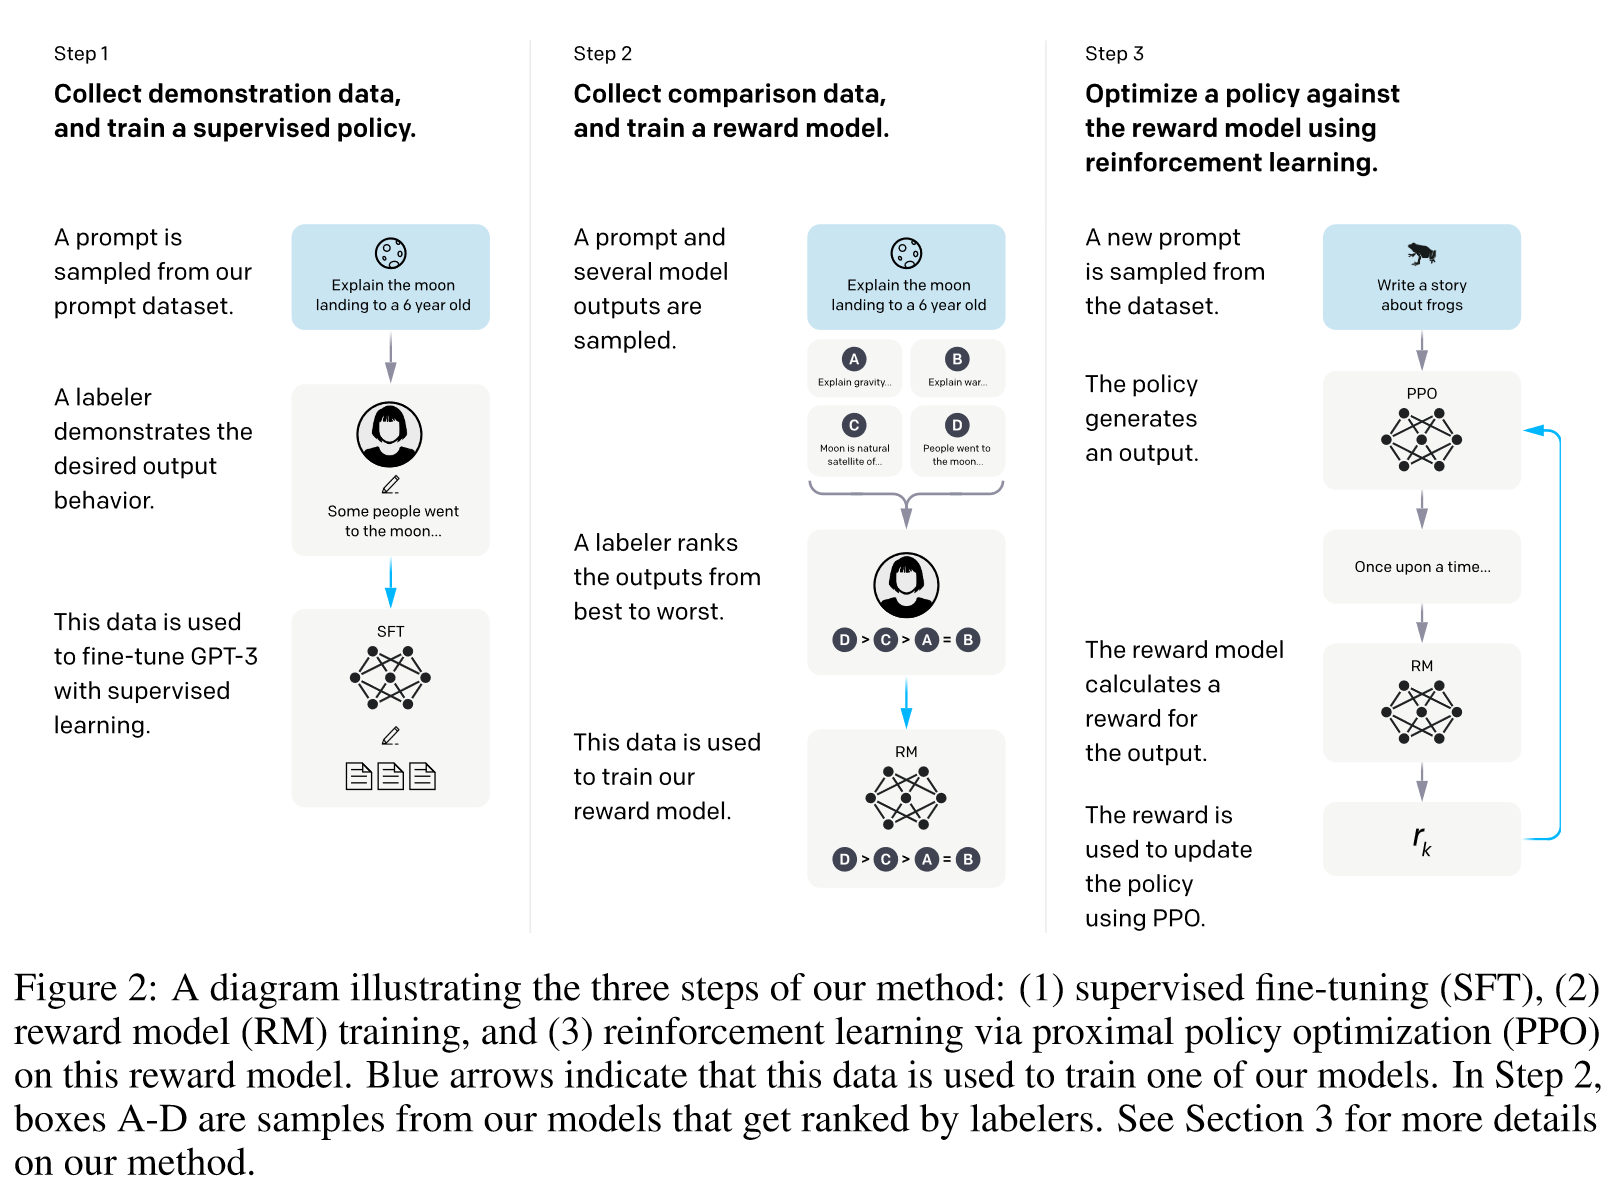 Step 1
Collect demonstration data,
and train a supervised policy.
A prompt is
sampled from our
prompt dataset.
Explain the moon
landing to a 6 year old
A labeler
demonstrates the
desired output
behavior.
Some people went
to the moon...
This data is used
to fine-tune GPT-3
with supervised
learning.
SFT
Step 2
Collect comparison data,
and train a reward model.
A prompt and
several model
outputs are
sampled.
Explain the moon
landing to a 6 year old
A
Explain gravity...
B
Explain war...
C
Moon is natural
satellite of...
D
People went to
the moon...
A labeler ranks
the outputs from
best to worst.
D > C > A = B
This data is used
to train our
reward model.
RM
D > C > A = B
Step 3
Optimize a policy against
the reward model using
reinforcement learning.
A new prompt
is sampled from
the dataset.
Write a story
about frogs
The policy
generates
an output.
PPO
Once upon a time...
The reward model
calculates a
reward for
the output.
RM
The reward is
used to update
the policy
using PPO.
r_k
Figure 2: A diagram illustrating the three steps of our method: (1) supervised fine-tuning (SFT), (2)
reward model (RM) training, and (3) reinforcement learning via proximal policy optimization (PPO)
on this reward model. Blue arrows indicate that this data is used to train one of our models. In Step 2,
boxes A-D are samples from our models that get ranked by labelers. See Section 3 for more details
on our method.